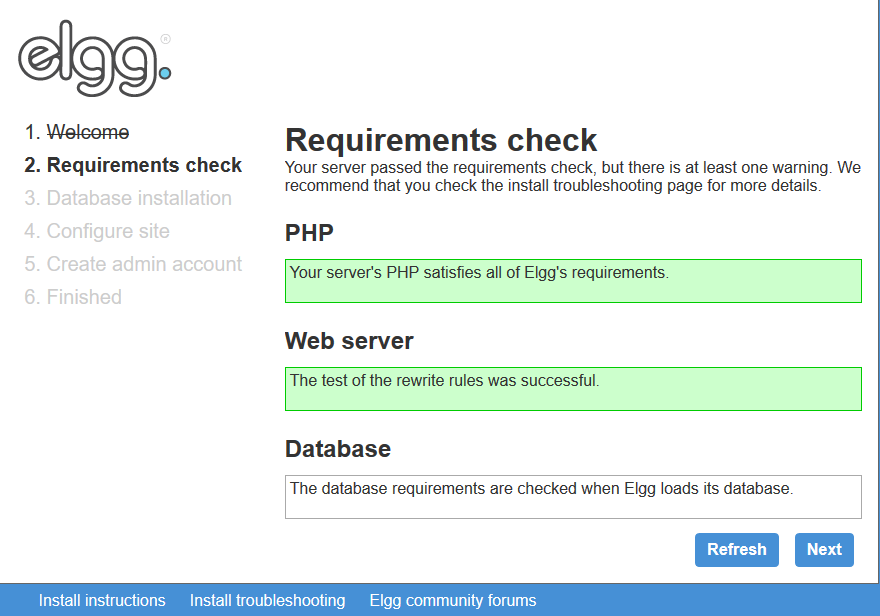 elgg.®
1. Welcome
2. Requirements check
3. Database installation
4. Configure site
5. Create admin account
6. Finished
Requirements check
Your server passed the requirements check, but there is at least one warning. We
recommend that you check the install troubleshooting page for more details.
PHP
Your server's PHP satisfies all of Elgg's requirements.
Web server
The test of the rewrite rules was successful.
Database
The database requirements are checked when Elgg loads its database.
Refresh Next
Install instructions Install troubleshooting Elgg community forums